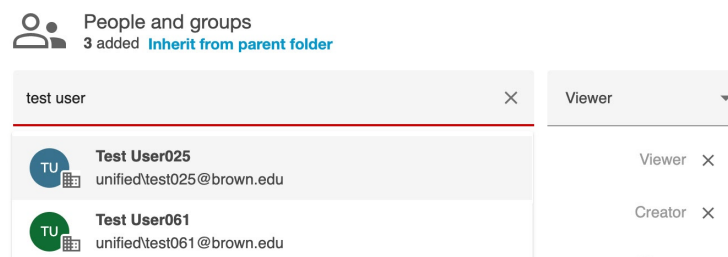 People and groups
3 added Inherit from parent folder
test user
Viewer
TU
Test User025
unified\test025@brown.edu
Viewer
TU
Test User061
unified\test061@brown.edu
Creator